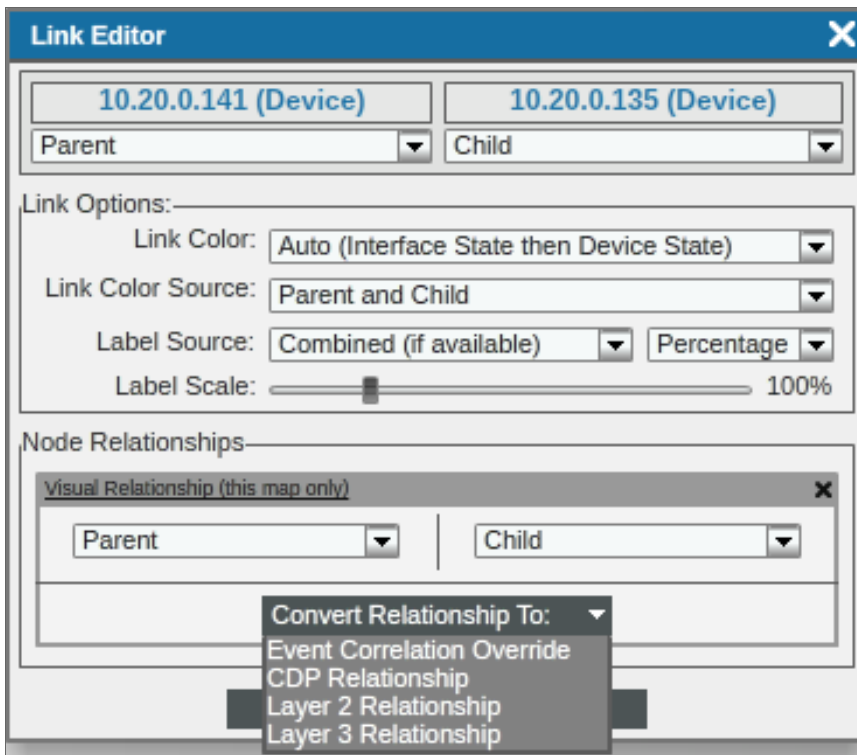 Link Editor
10.20.0.141 (Device) 10.20.0.135 (Device)
Parent Child
Link Options:
Link Color: Auto (Interface State then Device State)
Link Color Source: Parent and Child
Label Source: Combined (if available) Percentage
Label Scale: 100%
Node Relationships
Visual Relationship (this map only)
Parent Child
Convert Relationship To:
Event Correlation Override
CDP Relationship
Layer 2 Relationship
Layer 3 Relationship